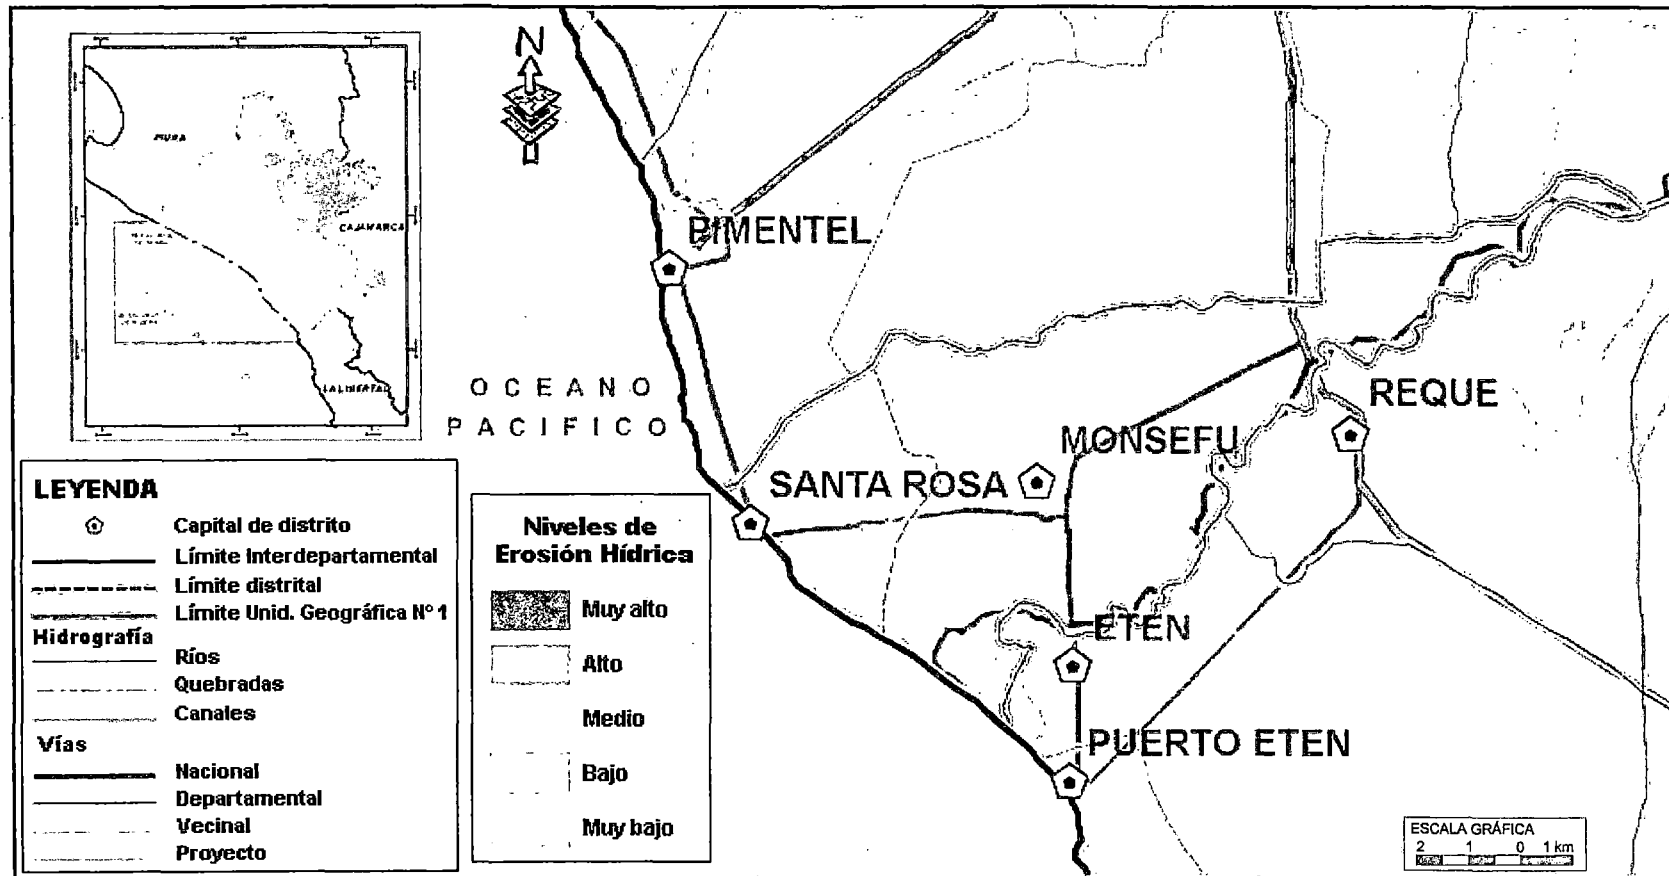 N
PIURA
CAJAMARCA
LA LIBERTAD
PIMENTEL
OCEANO
PACIFICO
REQUE
MONSEFU
SANTA ROSA
ETEN
PUERTO ETEN
LEYENDA
Capital de distrito
Límite Interdepartamental
Límite distrital
Límite Unid. Geográfica N° 1
Hidrografía
Ríos
Quebradas
Canales
Vías
Nacional
Departamental
Vecinal
Proyecto
Niveles de
Erosión Hídrica
Muy alto
Alto
Medio
Bajo
Muy bajo
ESCALA GRÁFICA
2 1 0 1 km